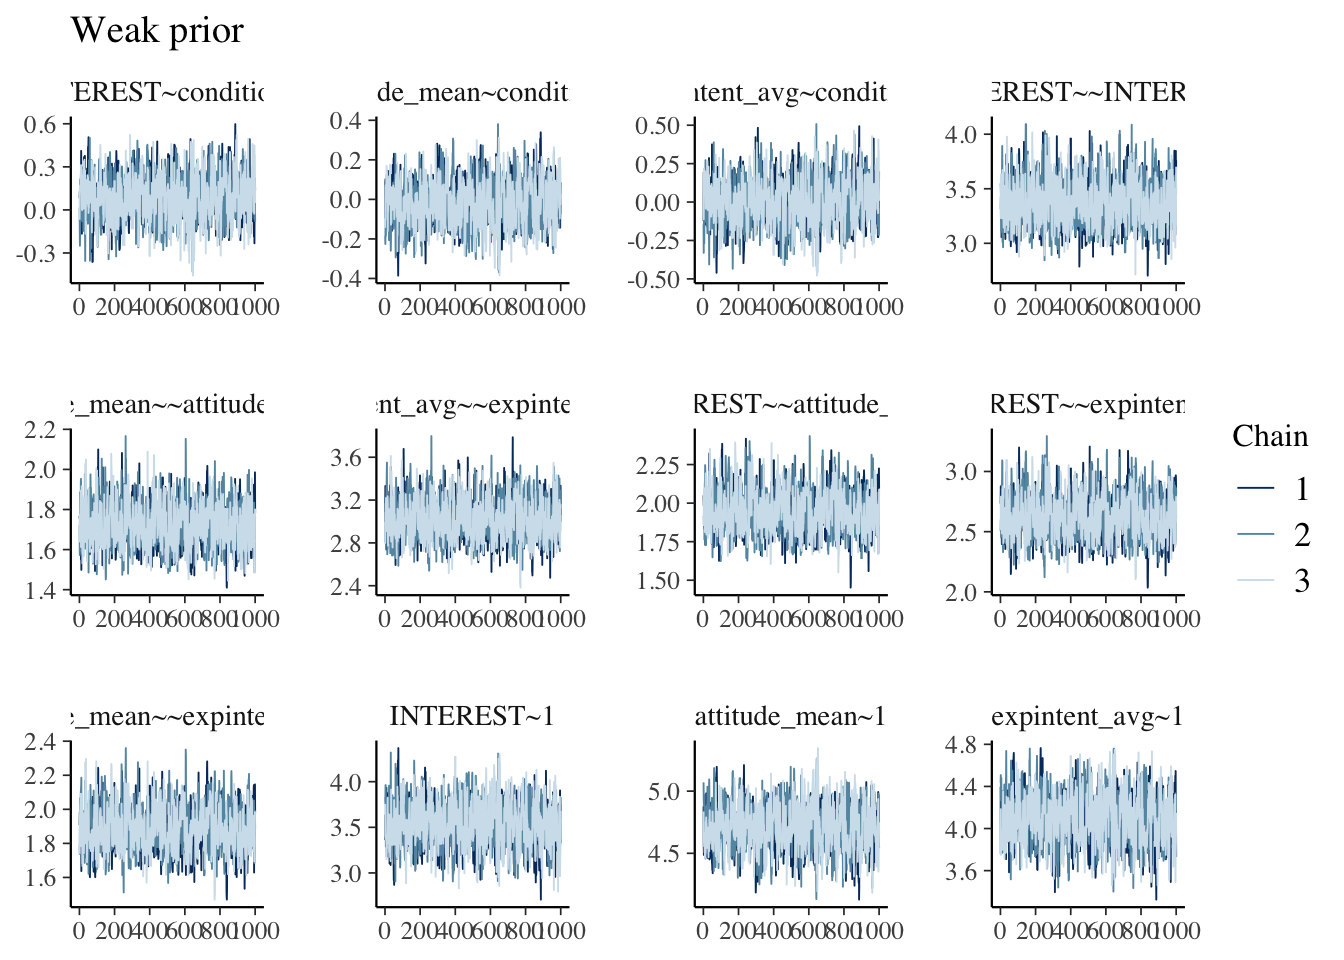 Weak prior
TEREST~conditio
de_mean~condit
ntent_avg~condit
EREST~~INTER
0.6
0.3
0.0
-0.3
0 200 400 600 800 1000
0.4
0.2
0.0
-0.2
-0.4
0 200 400 600 800 1000
0.50
0.25
0.00
-0.25
-0.50
0 200 400 600 800 1000
4.0
3.5
3.0
0 200 400 600 800 1000
e_mean~~attitude
ent_avg~~expinte
REST~~attitude_
REST~~expinten
2.2
2.0
1.8
1.6
1.4
0 200 400 600 800 1000
3.6
3.2
2.8
2.4
0 200 400 600 800 1000
2.25
2.00
1.75
1.50
0 200 400 600 800 1000
3.0
2.5
2.0
0 200 400 600 800 1000
Chain
1
2
3
e_mean~~expinte
INTEREST~1
attitude_mean~1
expintent_avg~1
2.4
2.2
2.0
1.8
1.6
0 200 400 600 800 1000
4.0
3.5
3.0
0 200 400 600 800 1000
5.0
4.5
0 200 400 600 800 1000
4.8
4.4
4.0
3.6
0 200 400 600 800 1000